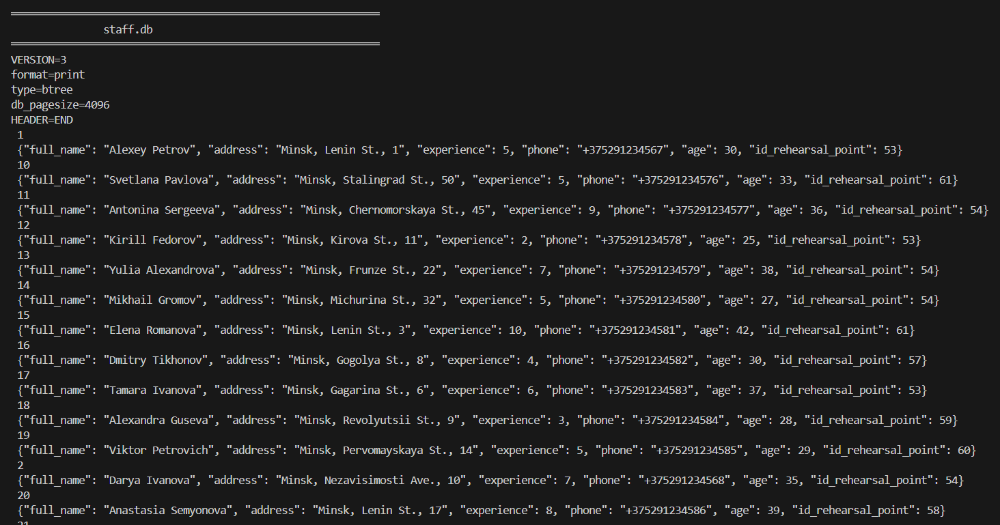 staff.db
VERSION=3
format=print
type=btree
db_pagesize=4096
HEADER=END
1
{"full_name": "Alexey Petrov", "address": "Minsk, Lenin St., 1", "experience": 5, "phone": "+375291234567", "age": 30, "id_rehearsal_point": 53}
10
{"full_name": "Svetlana Pavlova", "address": "Minsk, Stalingrad St., 50", "experience": 5, "phone": "+375291234576", "age": 33, "id_rehearsal_point": 61}
11
{"full_name": "Antonina Sergeeva", "address": "Minsk, Chernomorskaya St., 45", "experience": 9, "phone": "+375291234577", "age": 36, "id_rehearsal_point": 54}
12
{"full_name": "Kirill Fedorov", "address": "Minsk, Kirova St., 11", "experience": 2, "phone": "+375291234578", "age": 25, "id_rehearsal_point": 53}
13
{"full_name": "Yulia Alexandrova", "address": "Minsk, Frunze St., 22", "experience": 7, "phone": "+375291234579", "age": 38, "id_rehearsal_point": 54}
14
{"full_name": "Mikhail Gromov", "address": "Minsk, Michurina St., 32", "experience": 5, "phone": "+375291234580", "age": 27, "id_rehearsal_point": 54}
15
{"full_name": "Elena Romanova", "address": "Minsk, Lenin St., 3", "experience": 10, "phone": "+375291234581", "age": 42, "id_rehearsal_point": 61}
16
{"full_name": "Dmitry Tikhonov", "address": "Minsk, Gogolya St., 8", "experience": 4, "phone": "+375291234582", "age": 30, "id_rehearsal_point": 57}
17
{"full_name": "Tamara Ivanova", "address": "Minsk, Gagarina St., 6", "experience": 6, "phone": "+375291234583", "age": 37, "id_rehearsal_point": 53}
18
{"full_name": "Alexandra Guseva", "address": "Minsk, Revolyutsii St., 9", "experience": 3, "phone": "+375291234584", "age": 28, "id_rehearsal_point": 59}
19
{"full_name": "Viktor Petrovich", "address": "Minsk, Pervomayskaya St., 14", "experience": 5, "phone": "+375291234585", "age": 29, "id_rehearsal_point": 60}
2
{"full_name": "Darya Ivanova", "address": "Minsk, Nezavisimosti Ave., 10", "experience": 7, "phone": "+375291234568", "age": 35, "id_rehearsal_point": 54}
20
{"full_name": "Anastasia Semyonova", "address": "Minsk, Lenin St., 17", "experience": 8, "phone": "+375291234586", "age": 39, "id_rehearsal_point": 58}
21